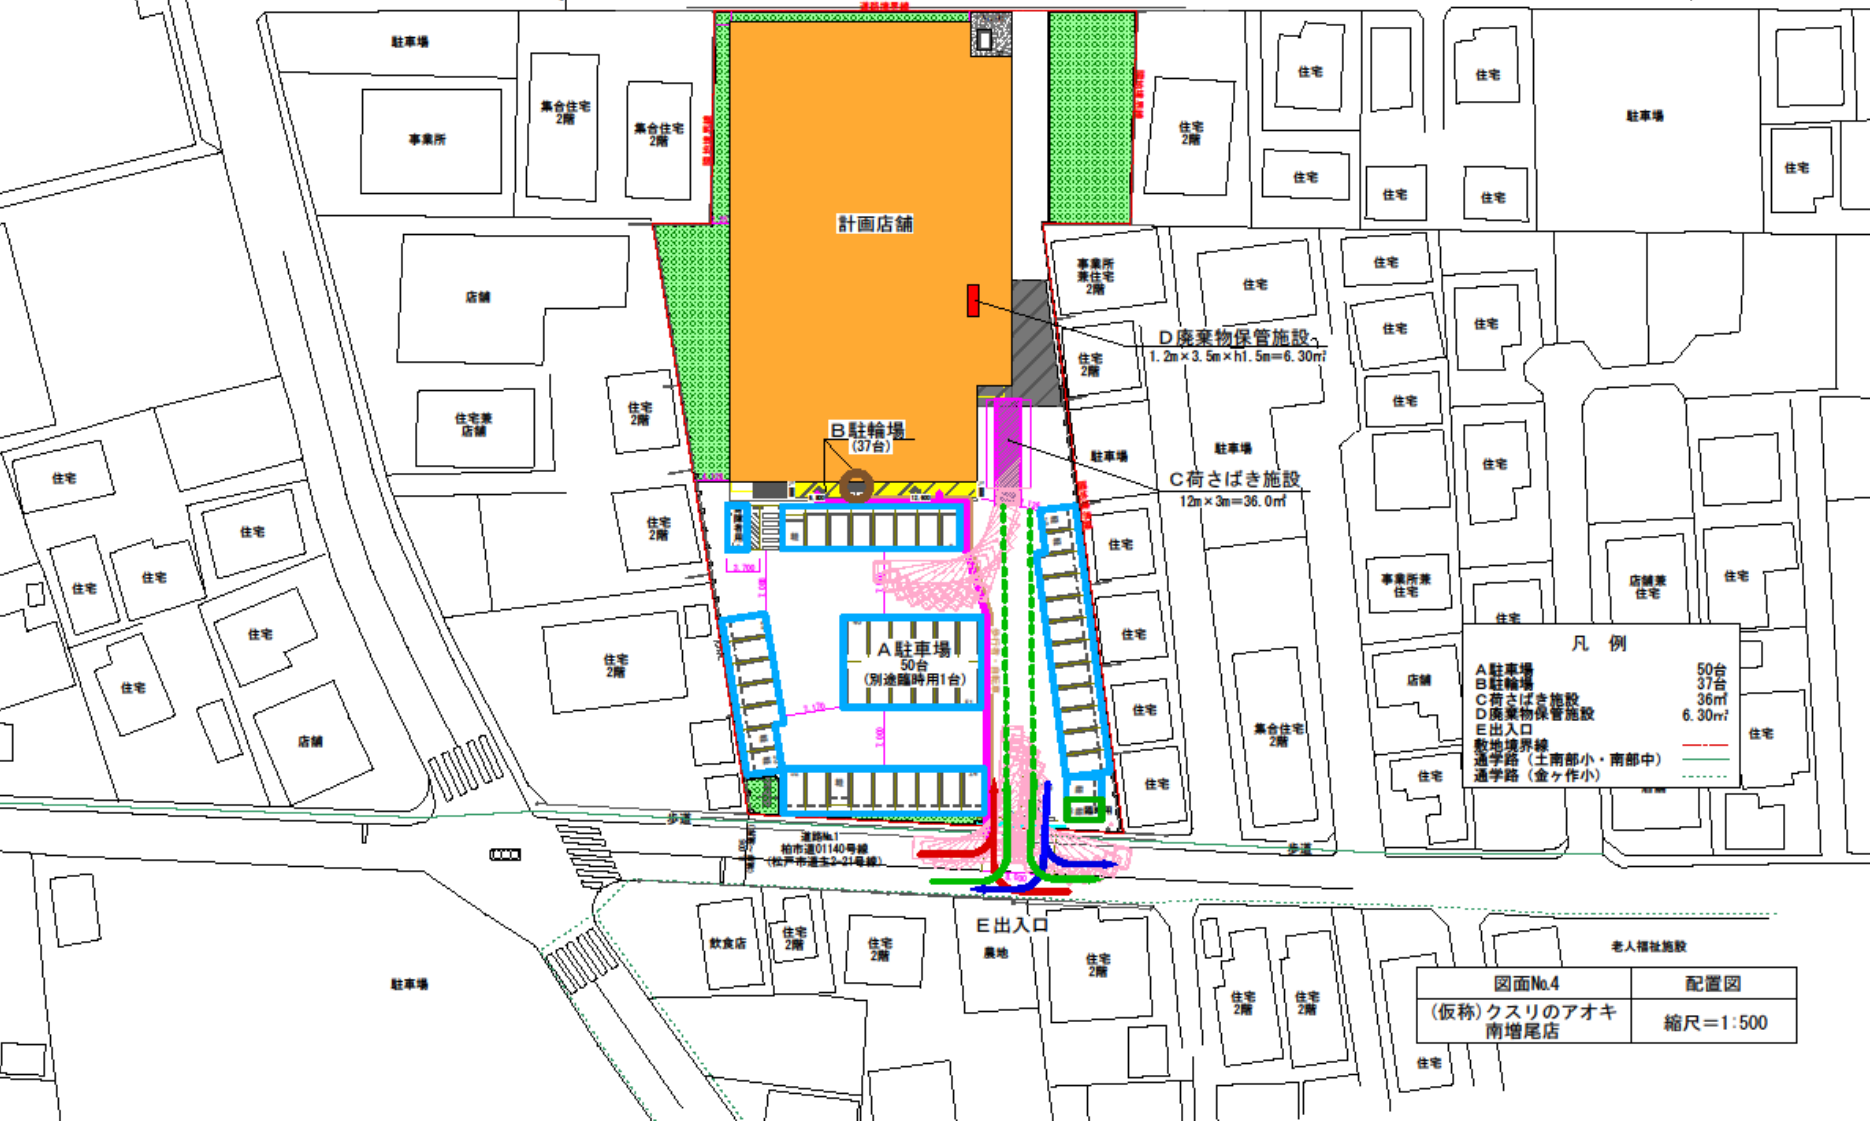 道路境界線
駐車場
事業所
集合住宅
2階
集合住宅
2階
計画店舗
住宅
2階
住宅
住宅
住宅
住宅
住宅
駐車場
住宅
店舗
事業所
兼住宅
2階
住宅
住宅
住宅
住宅
D廃棄物保管施設
1.2m×3.5m×h1.5m=6.30㎥
住宅
2階
住宅兼
店舗
住宅
2階
B駐輪場
(37台)
住宅
駐車場
駐車場
住宅
住宅
C荷さばき施設
12m×3m=36.0㎡
住宅
2階
住宅
住宅
住宅
住宅
住宅
3.700
住宅
事業所兼
住宅
店舗兼
住宅
住宅
住宅
住宅
住宅
2階
A駐車場
50台
(別途臨時用1台)
住宅
凡 例
A駐車場 50台
B駐輪場 37台
C荷さばき施設 36㎡
D廃棄物保管施設 6.30㎥
E出入口
敷地境界線
通学路(土南部小・南部中)
通学路(金ヶ作小)
店舗
住宅
住宅
店舗
集合住宅
2階
住宅
住宅
住宅
歩道
道路No.1
柏市道01140号線
(松戸市道主2-21号線)
歩道
E出入口
飲食店
住宅
2階
住宅
2階
農地
住宅
2階
老人福祉施設
駐車場
住宅
2階
住宅
2階
住宅
図面No.4 配置図
(仮称)クスリのアオキ
南増尾店
縮尺=1:500